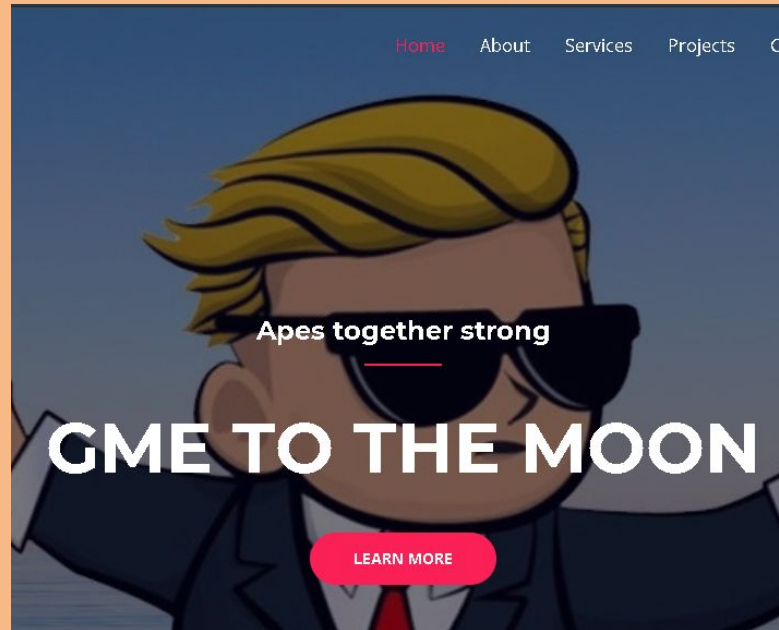 Home About Services Projects
Apes together strong
GME TO THE MOON
LEARN MORE